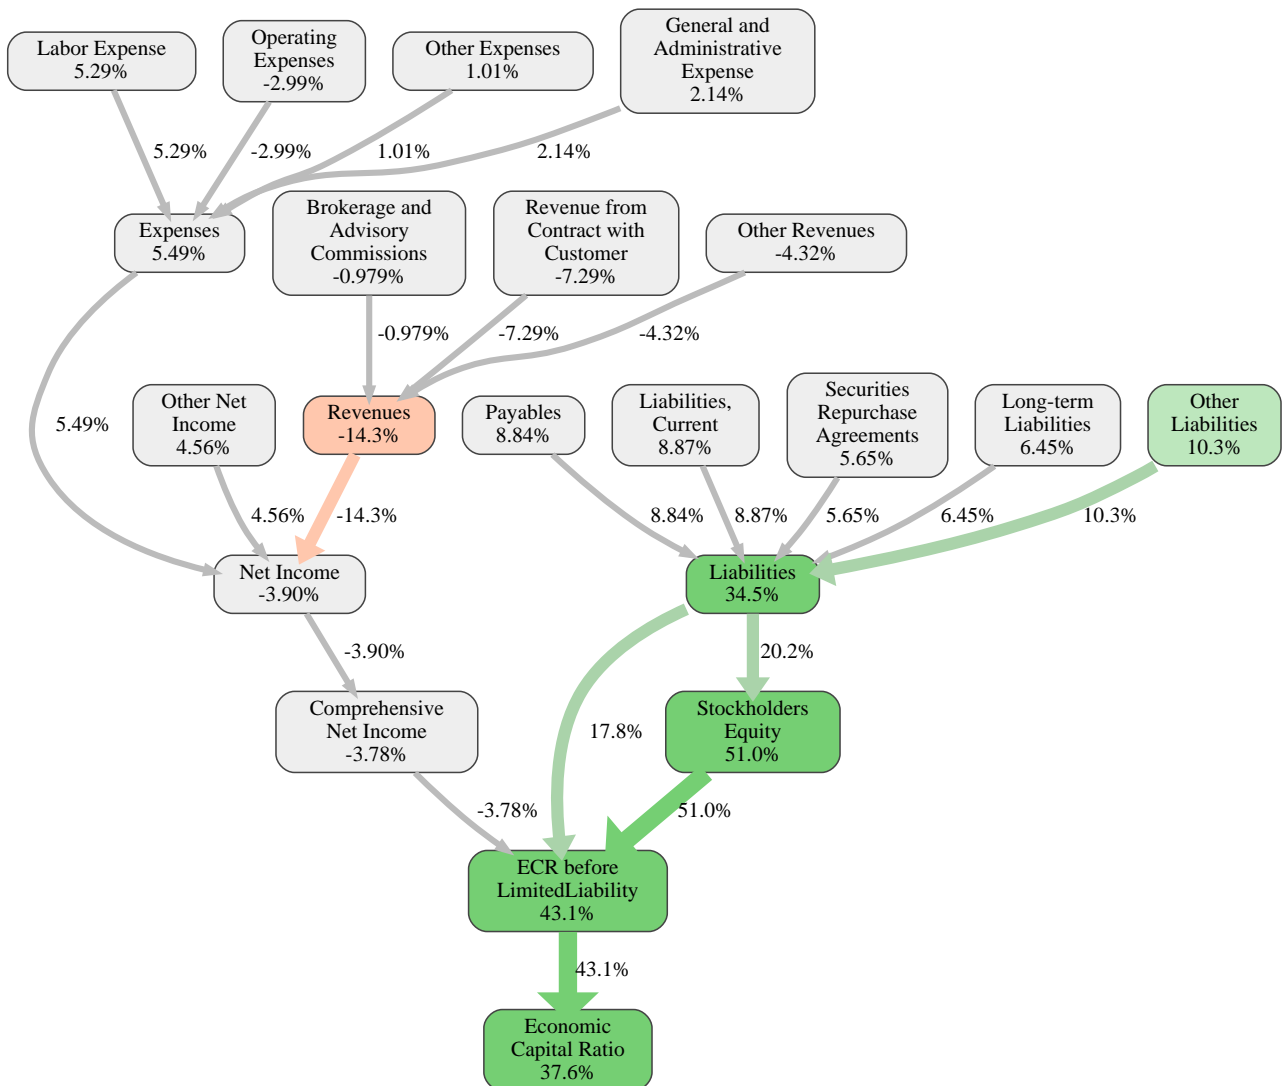 Labor Expense
5.29%
Operating
Expenses
-2.99%
Other Expenses
1.01%
General and
Administrative
Expense
2.14%
5.29%
-2.99%
1.01%
2.14%
Expenses
5.49%
Brokerage and
Advisory
Commissions
-0.979%
Revenue from
Contract with
Customer
-7.29%
Other Revenues
-4.32%
-0.979%
-7.29%
-4.32%
5.49%
Other Net
Income
4.56%
Revenues
-14.3%
Payables
8.84%
Liabilities,
Current
8.87%
Securities
Repurchase
Agreements
5.65%
Long-term
Liabilities
6.45%
Other
Liabilities
10.3%
4.56%
-14.3%
8.84%
8.87%
5.65%
6.45%
10.3%
Net Income
-3.90%
Liabilities
34.5%
-3.90%
20.2%
Comprehensive
Net Income
-3.78%
17.8%
Stockholders
Equity
51.0%
-3.78%
51.0%
ECR before
LimitedLiability
43.1%
43.1%
Economic
Capital Ratio
37.6%